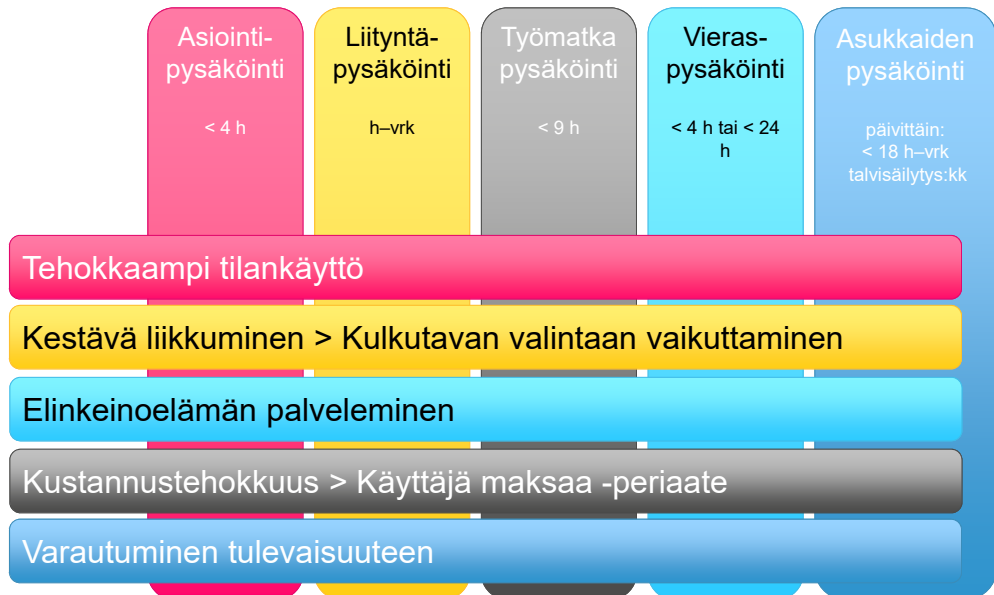 Asiointi-
pysäköinti
< 4 h
Liityntä-
pysäköinti
h–vrk
Työmatka
pysäköinti
< 9 h
Vieras-
pysäköinti
< 4 h tai < 24
h
Asukkaiden
pysäköinti
päivittäin:
< 18 h–vrk
talvisäilytys:kk
Tehokkaampi tilankäyttö
Kestävä liikkuminen > Kulkutavan valintaan vaikuttaminen
Elinkeinoelämän palveleminen
Kustannustehokkuus > Käyttäjä maksaa -periaate
Varautuminen tulevaisuuteen